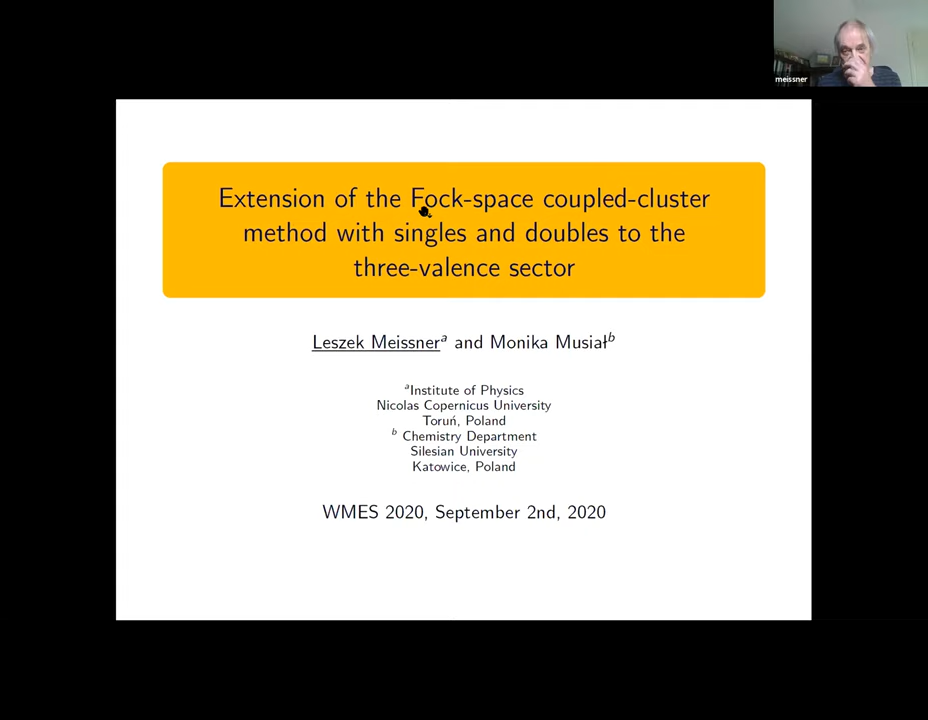 meissner
Extension of the Fock-space coupled-cluster
method with singles and doubles to the
three-valence sector
Leszek Meissnerᵃ and Monika Musiałᵇ
ᵃInstitute of Physics
Nicolas Copernicus University
Toruń, Poland
ᵇ Chemistry Department
Silesian University
Katowice, Poland
WMES 2020, September 2nd, 2020